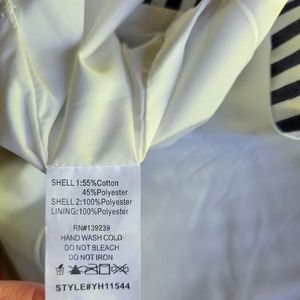 SHELL 1:55%Cotton
45%Polyester
SHELL 2:100%Polyester
LINING:100%Polyester
RN#139239
HAND WASH COLD
DO NOT BLEACH
DO NOT IRON
STYLE#YH11544